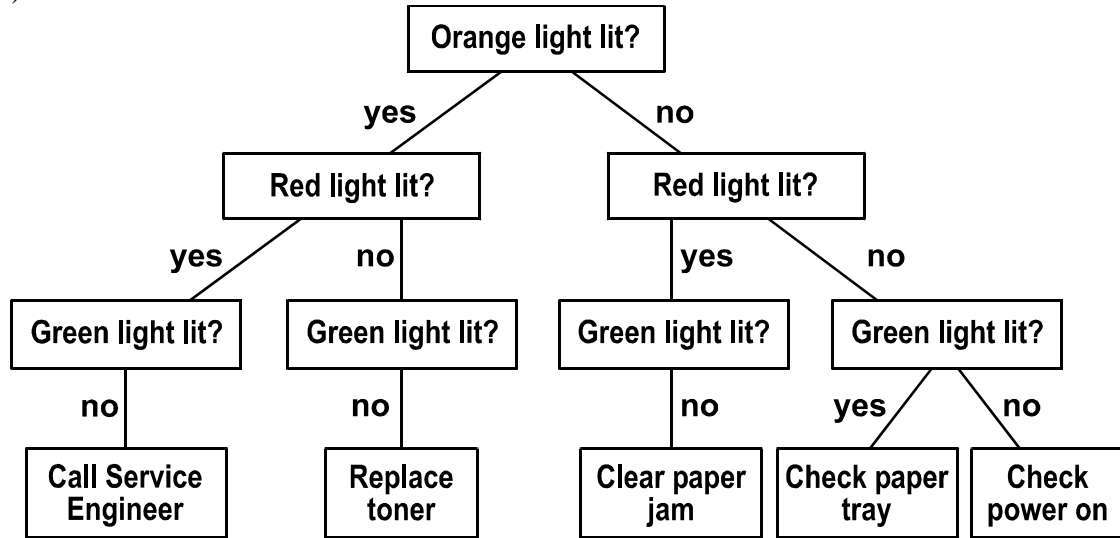 )
Orange light lit?
yes
no
Red light lit?
Red light lit?
yes
no
yes
no
Green light lit?
Green light lit?
Green light lit?
Green light lit?
no
no
no
yes
no
Call Service
Engineer
Replace
toner
Clear paper
jam
Check paper
tray
Check
power on